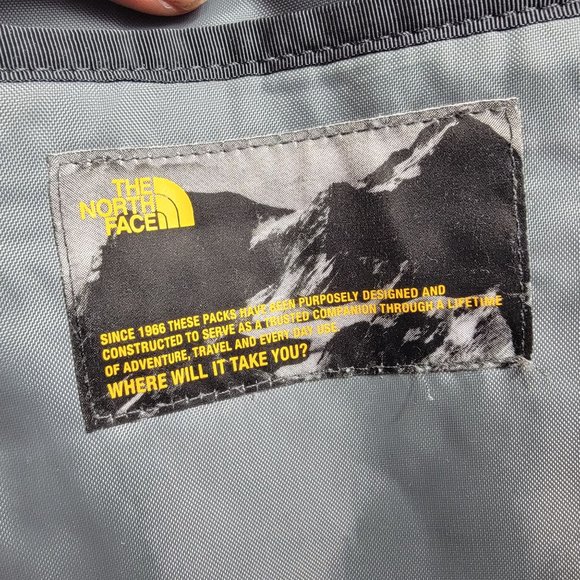 THE
NORTH
FACE
SINCE 1966 THESE PACKS HAVE BEEN PURPOSELY DESIGNED AND
CONSTRUCTED TO SERVE AS A TRUSTED COMPANION THROUGH A LIFETIME
OF ADVENTURE, TRAVEL AND EVERY DAY USE.
WHERE WILL IT TAKE YOU?